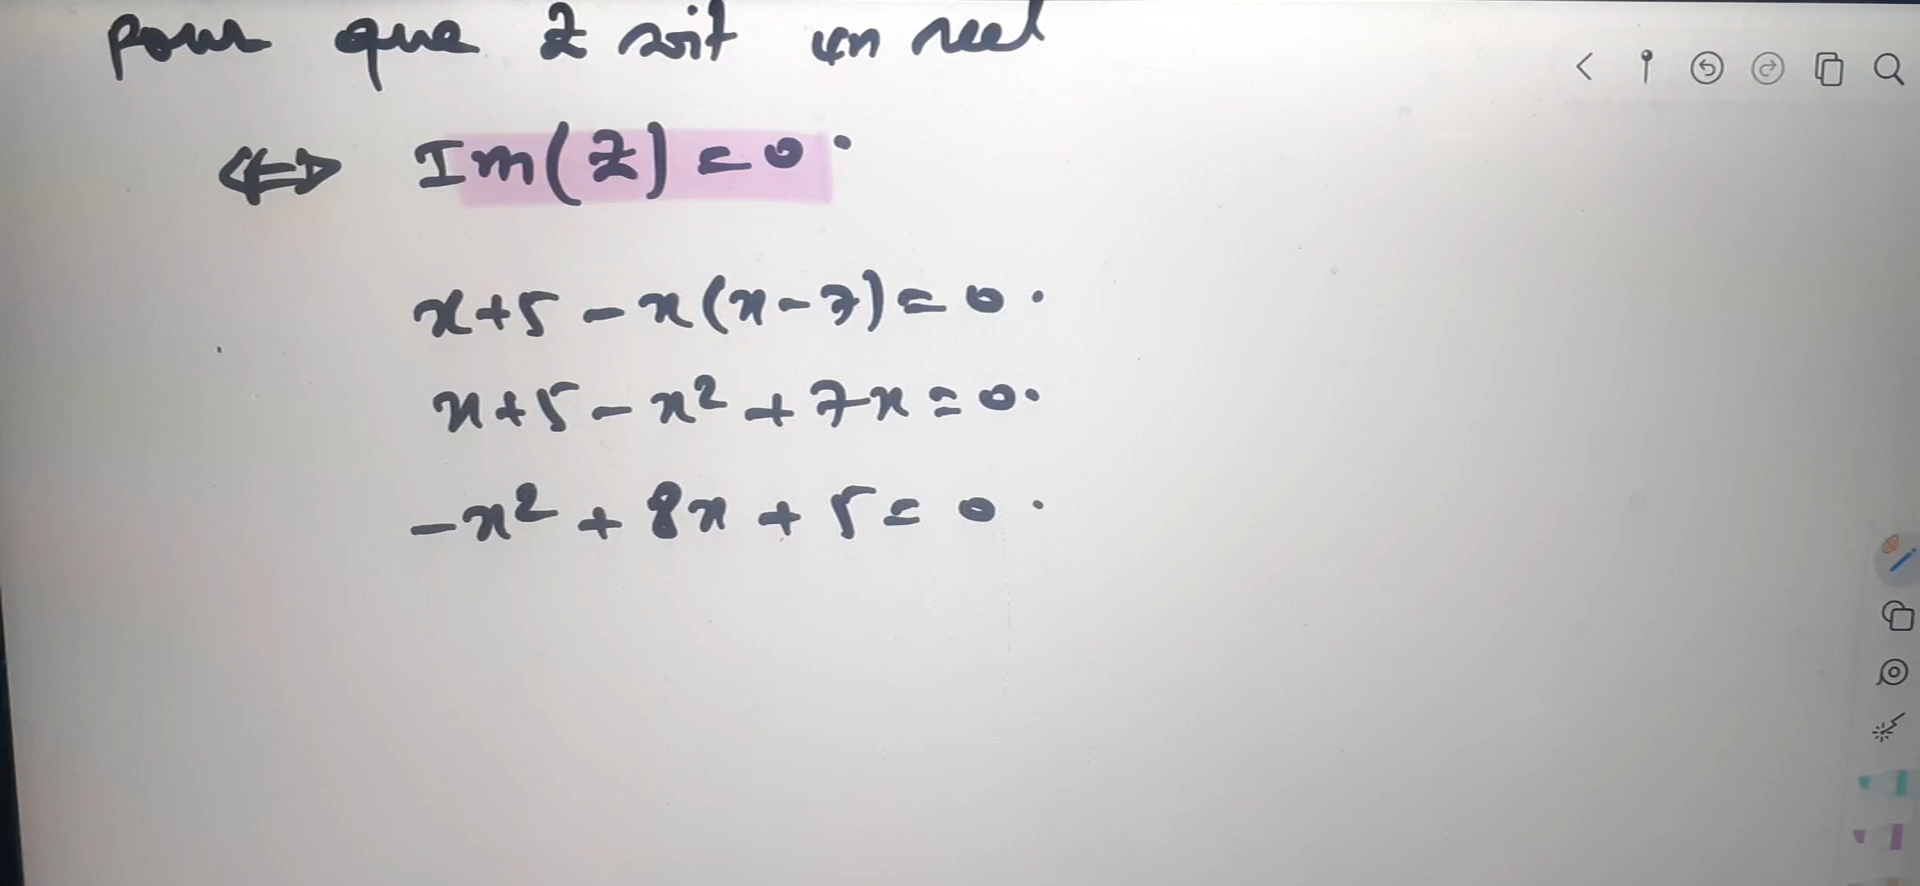 pour que Z soit un reel
⇔ Im(Z) = 0.
x+5 - x(x-7) = 0.
x+5 - x² + 7x = 0.
-x² + 8x + 5 = 0.